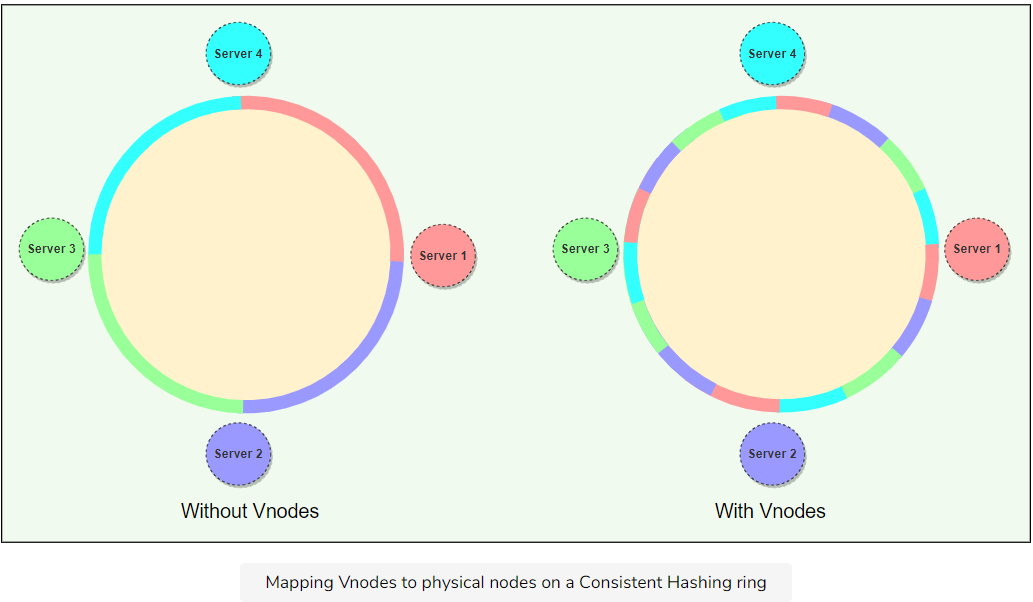 Server 4
Server 4
Server 3
Server 1
Server 3
Server 1
Server 2
Server 2
Without Vnodes
With Vnodes
Mapping Vnodes to physical nodes on a Consistent Hashing ring